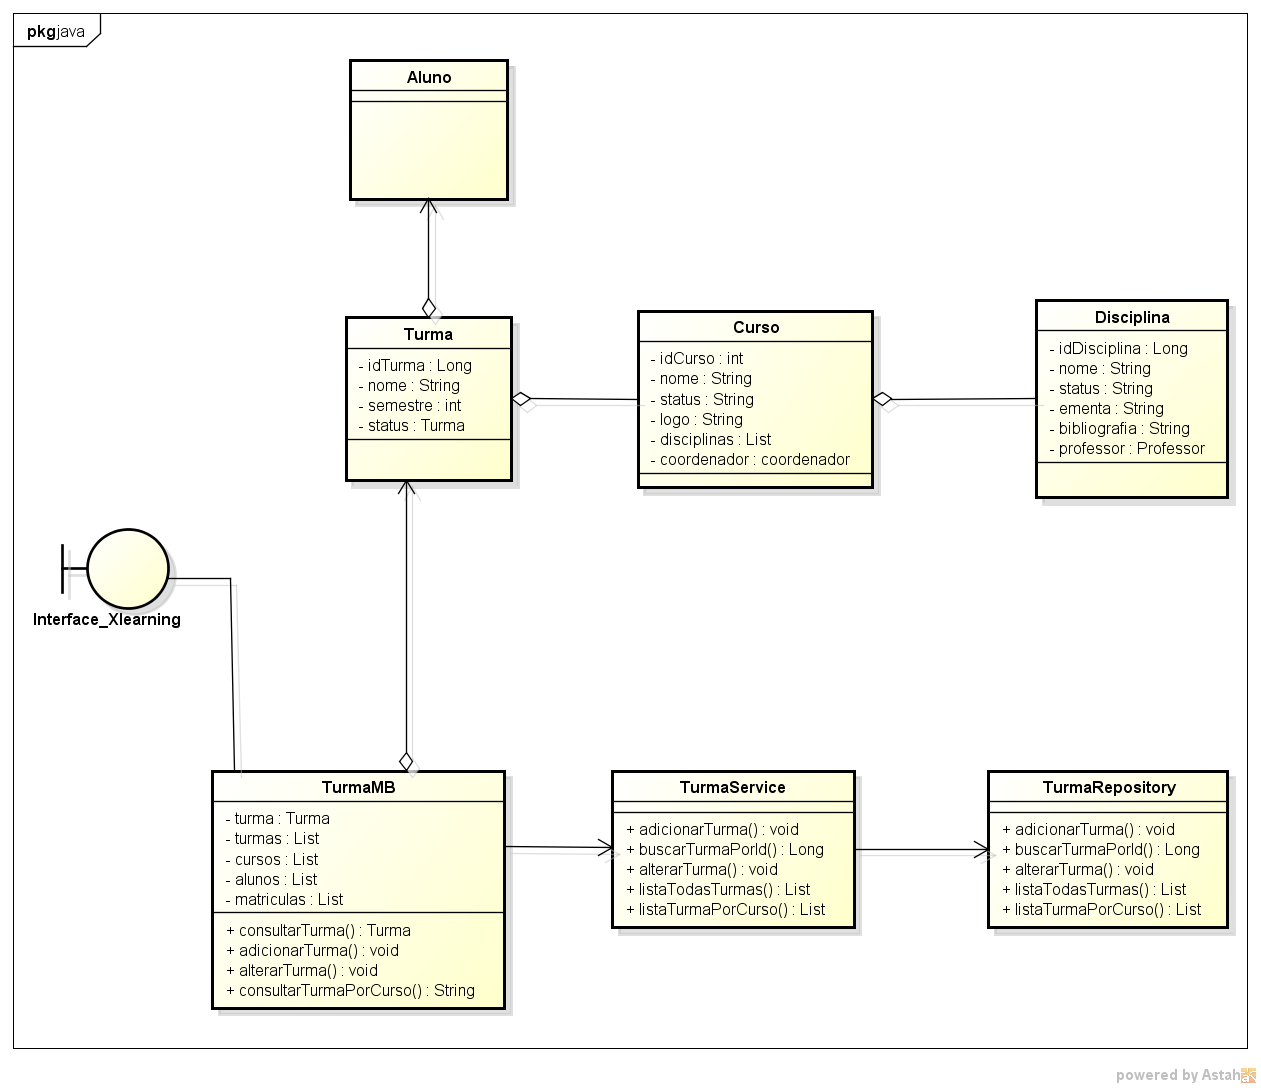 pkgjava
Aluno
Turma
- idTurma : Long
- nome : String
- semestre : int
- status : Turma
Curso
- idCurso : int
- nome : String
- status : String
- logo : String
- disciplinas : List
- coordenador : coordenador
Disciplina
- idDisciplina : Long
- nome : String
- status : String
- ementa : String
- bibliografia : String
- professor : Professor
Interface_Xlearning
TurmaMB
- turma : Turma
- turmas : List
- cursos : List
- alunos : List
- matriculas : List
+ consultarTurma() : Turma
+ adicionarTurma() : void
+ alterarTurma() : void
+ consultarTurmaPorCurso() : String
TurmaService
+ adicionarTurma() : void
+ buscarTurmaPorId() : Long
+ alterarTurma() : void
+ listaTodasTurmas() : List
+ listaTurmaPorCurso() : List
TurmaRepository
+ adicionarTurma() : void
+ buscarTurmaPorId() : Long
+ alterarTurma() : void
+ listaTodasTurmas() : List
+ listaTurmaPorCurso() : List
powered by Astah